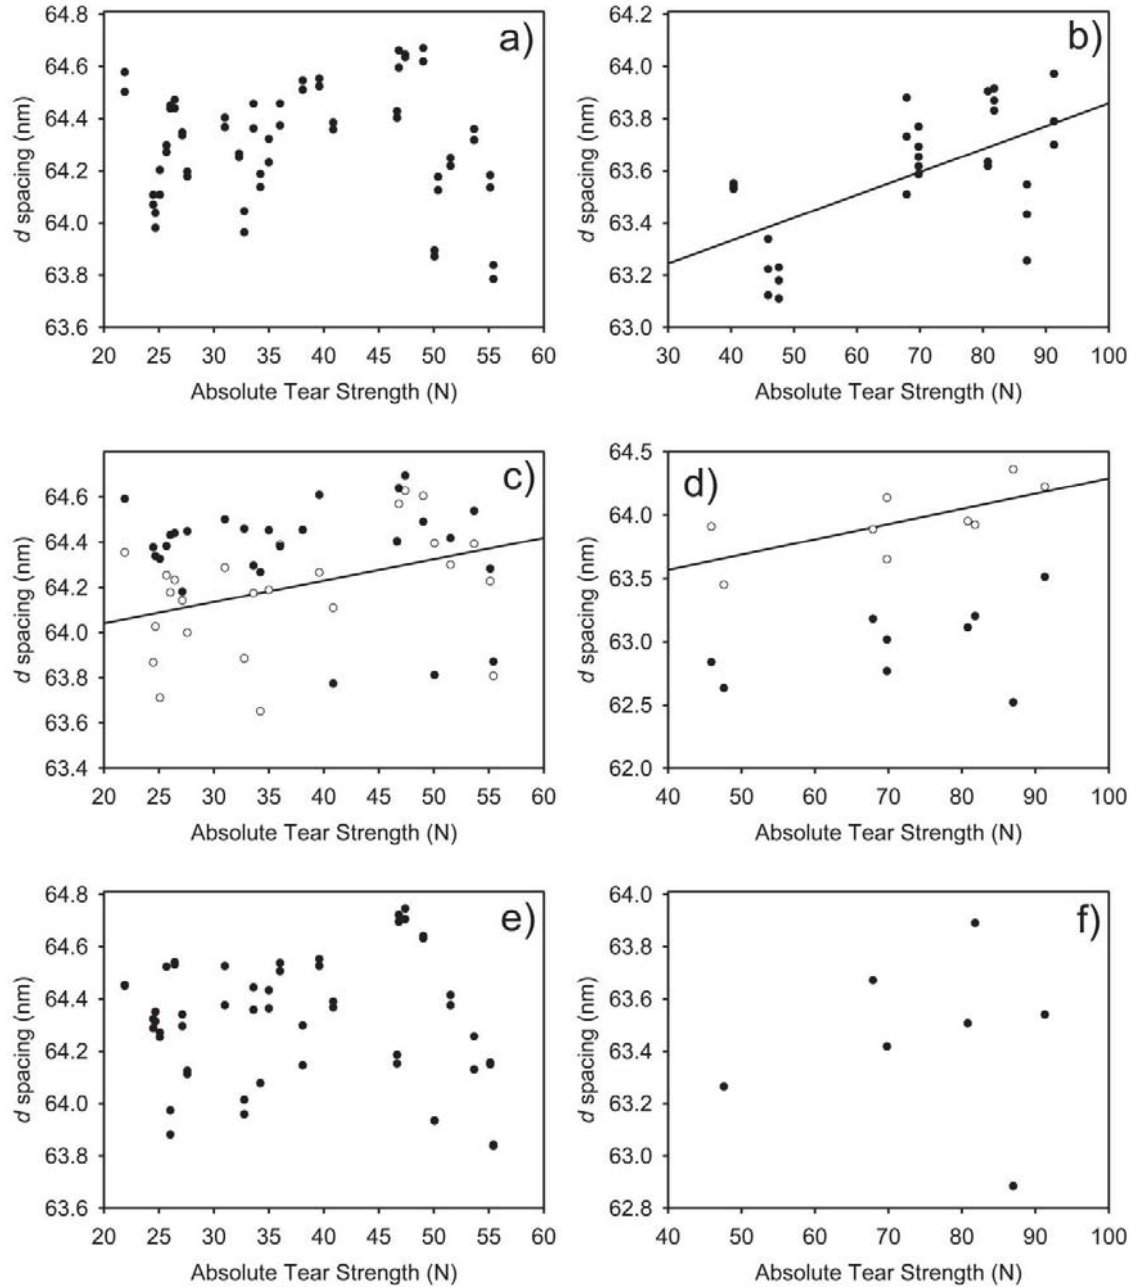 a)
64.8
64.6
64.4
64.2
64.0
63.8
63.6
d spacing (nm)
20 25 30 35 40 45 50 55 60
Absolute Tear Strength (N)
b)
64.2
64.0
63.8
63.6
63.4
63.2
63.0
d spacing (nm)
30 40 50 60 70 80 90 100
Absolute Tear Strength (N)
c)
64.6
64.4
64.2
64.0
63.8
63.6
63.4
d spacing (nm)
20 25 30 35 40 45 50 55 60
Absolute Tear Strength (N)
d)
64.5
64.0
63.5
63.0
62.5
62.0
d spacing (nm)
40 50 60 70 80 90 100
Absolute Tear Strength (N)
e)
64.8
64.6
64.4
64.2
64.0
63.8
63.6
d spacing (nm)
20 25 30 35 40 45 50 55 60
Absolute Tear Strength (N)
f)
64.0
63.8
63.6
63.4
63.2
63.0
62.8
d spacing (nm)
40 50 60 70 80 90 100
Absolute Tear Strength (N)